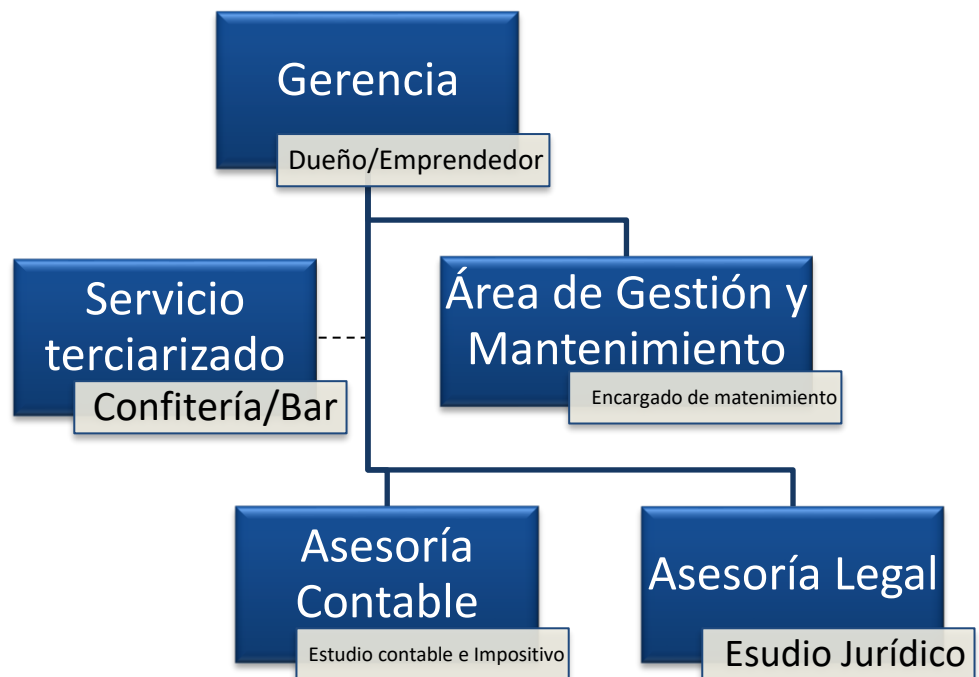 Gerencia
Dueño/Emprendedor
Servicio
terciarizado
Confitería/Bar
Área de Gestión y
Mantenimiento
Encargado de matenimiento
Asesoría
Contable
Estudio contable e Impositivo
Asesoría Legal
Esudio Jurídico